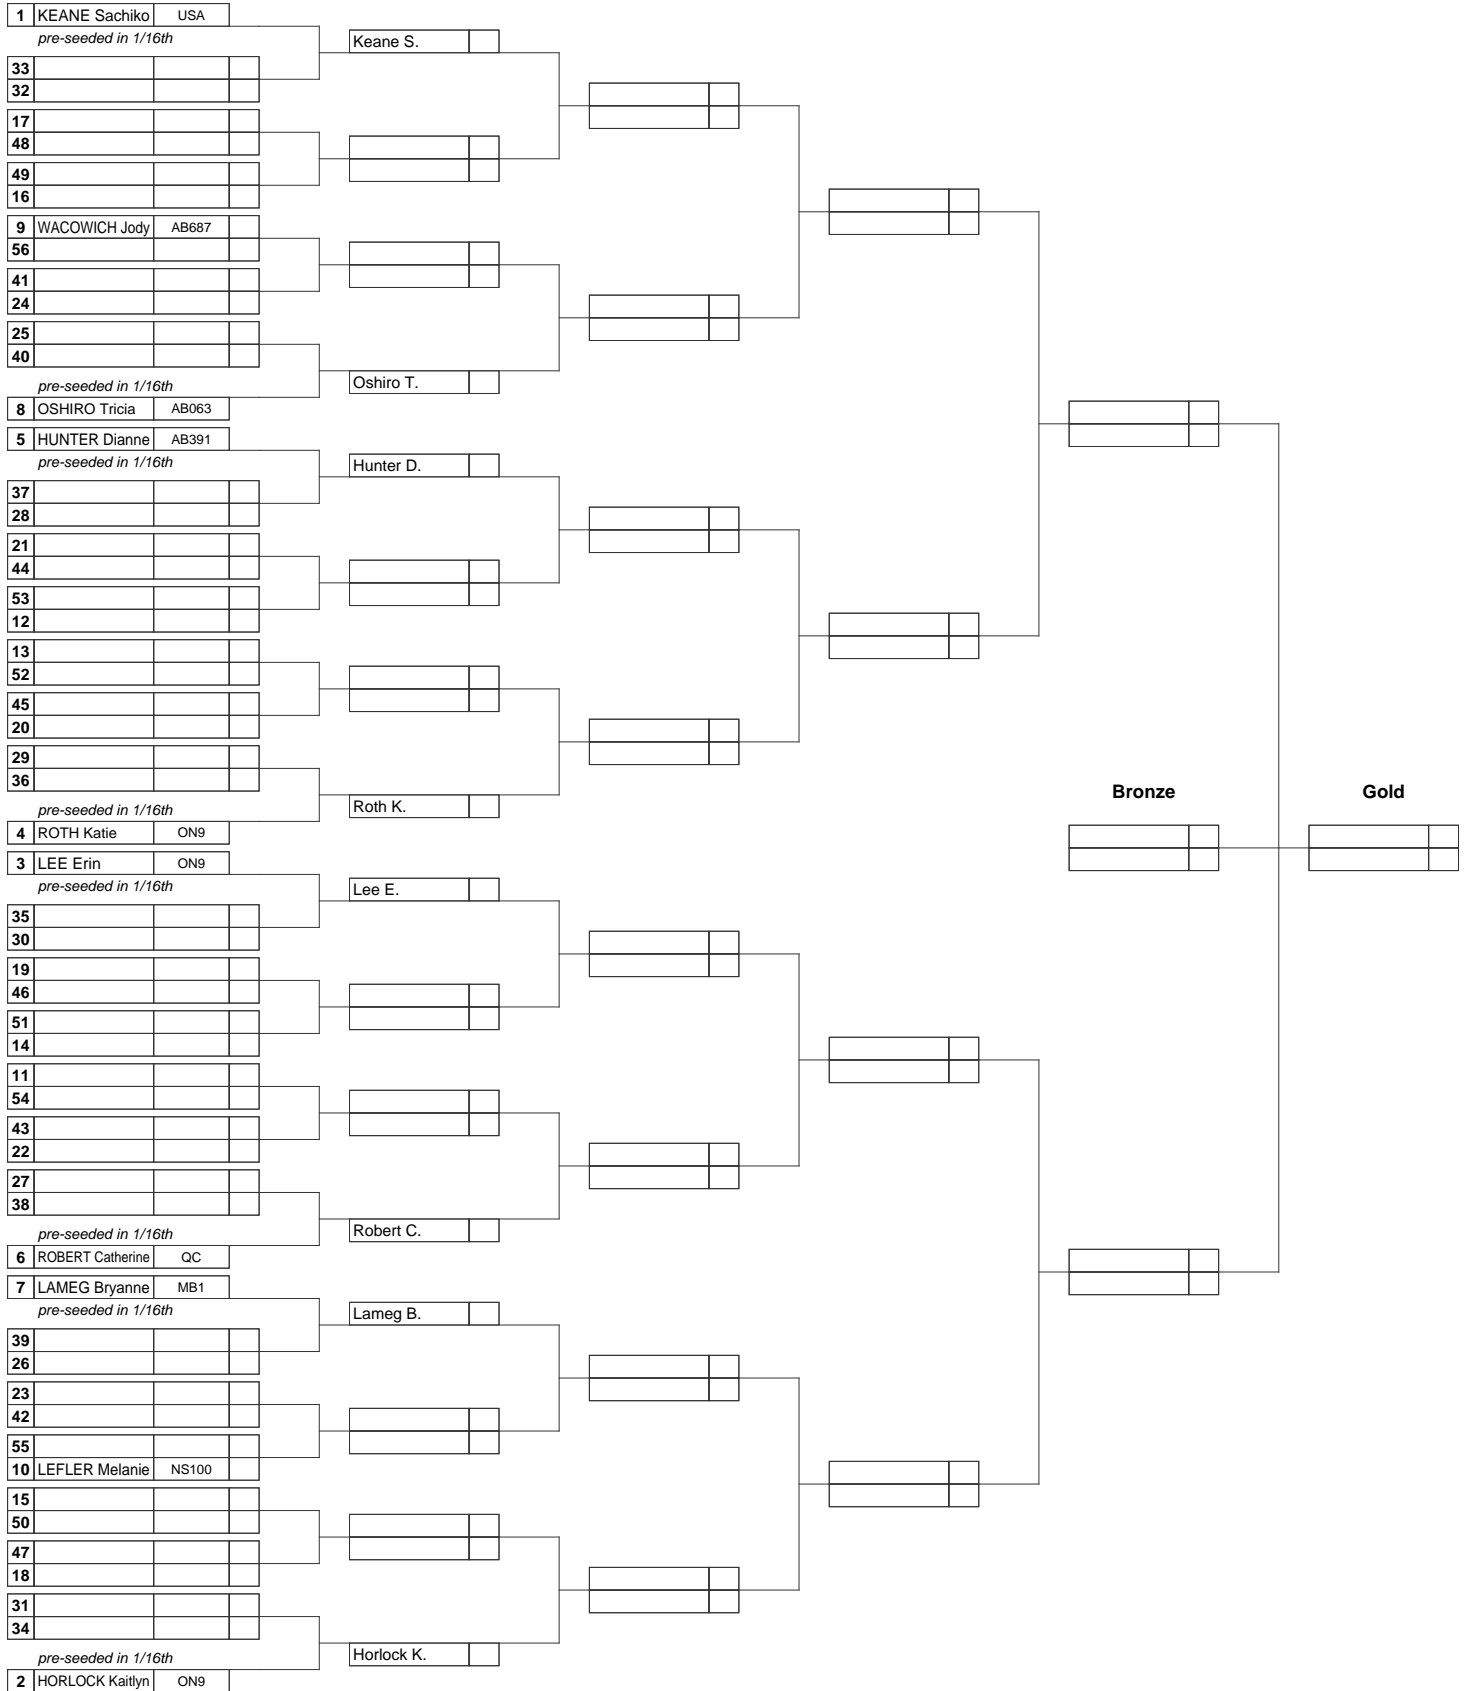 1 KEANE Sachiko USA
pre-seeded in 1/16th
Keane S.
33
32
17
48
49
16
9 WACOWICH Jody AB687
56
41
24
25
40
pre-seeded in 1/16th
Oshiro T.
8 OSHIRO Tricia AB063
5 HUNTER Dianne AB391
pre-seeded in 1/16th
Hunter D.
37
28
21
44
53
12
13
52
45
20
29
36
Bronze
Gold
pre-seeded in 1/16th
Roth K.
4 ROTH Katie ON9
3 LEE Erin ON9
pre-seeded in 1/16th
Lee E.
35
30
19
46
51
14
11
54
43
22
27
38
pre-seeded in 1/16th
Robert C.
6 ROBERT Catherine QC
7 LAMEG Bryanne MB1
pre-seeded in 1/16th
Lameg B.
39
26
23
42
55
10 LEFLER Melanie NS100
15
50
47
18
31
34
pre-seeded in 1/16th
Horlock K.
2 HORLOCK Kaitlyn ON9